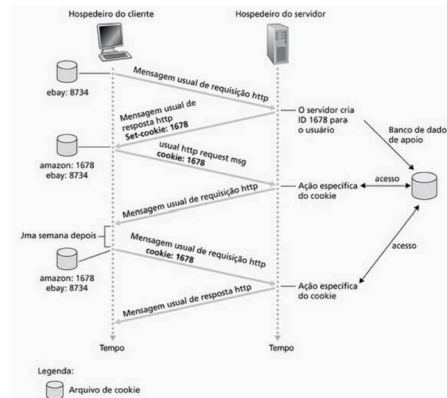 Hospedeiro do cliente
Hospedeiro do servidor
Mensagem usual de requisição http
ebay: 8734
Mensagem usual de
resposta http
Set-cookie: 1678
O servidor cria
ID 1678 para
o usuário
Banco de dado
de apoio
usual http request msg
cookie: 1678
amazon: 1678
ebay: 8734
Mensagem usual de requisição http
Ação especifica
do cookie
acesso
Jma semana depois
Mensagem usual de requisição http
cookie: 1678
acesso
amazon: 1678
ebay: 8734
Ação especifica
do cookie
Mensagem usual de resposta http
Tempo
Tempo
Legenda:
Arquivo de cookie